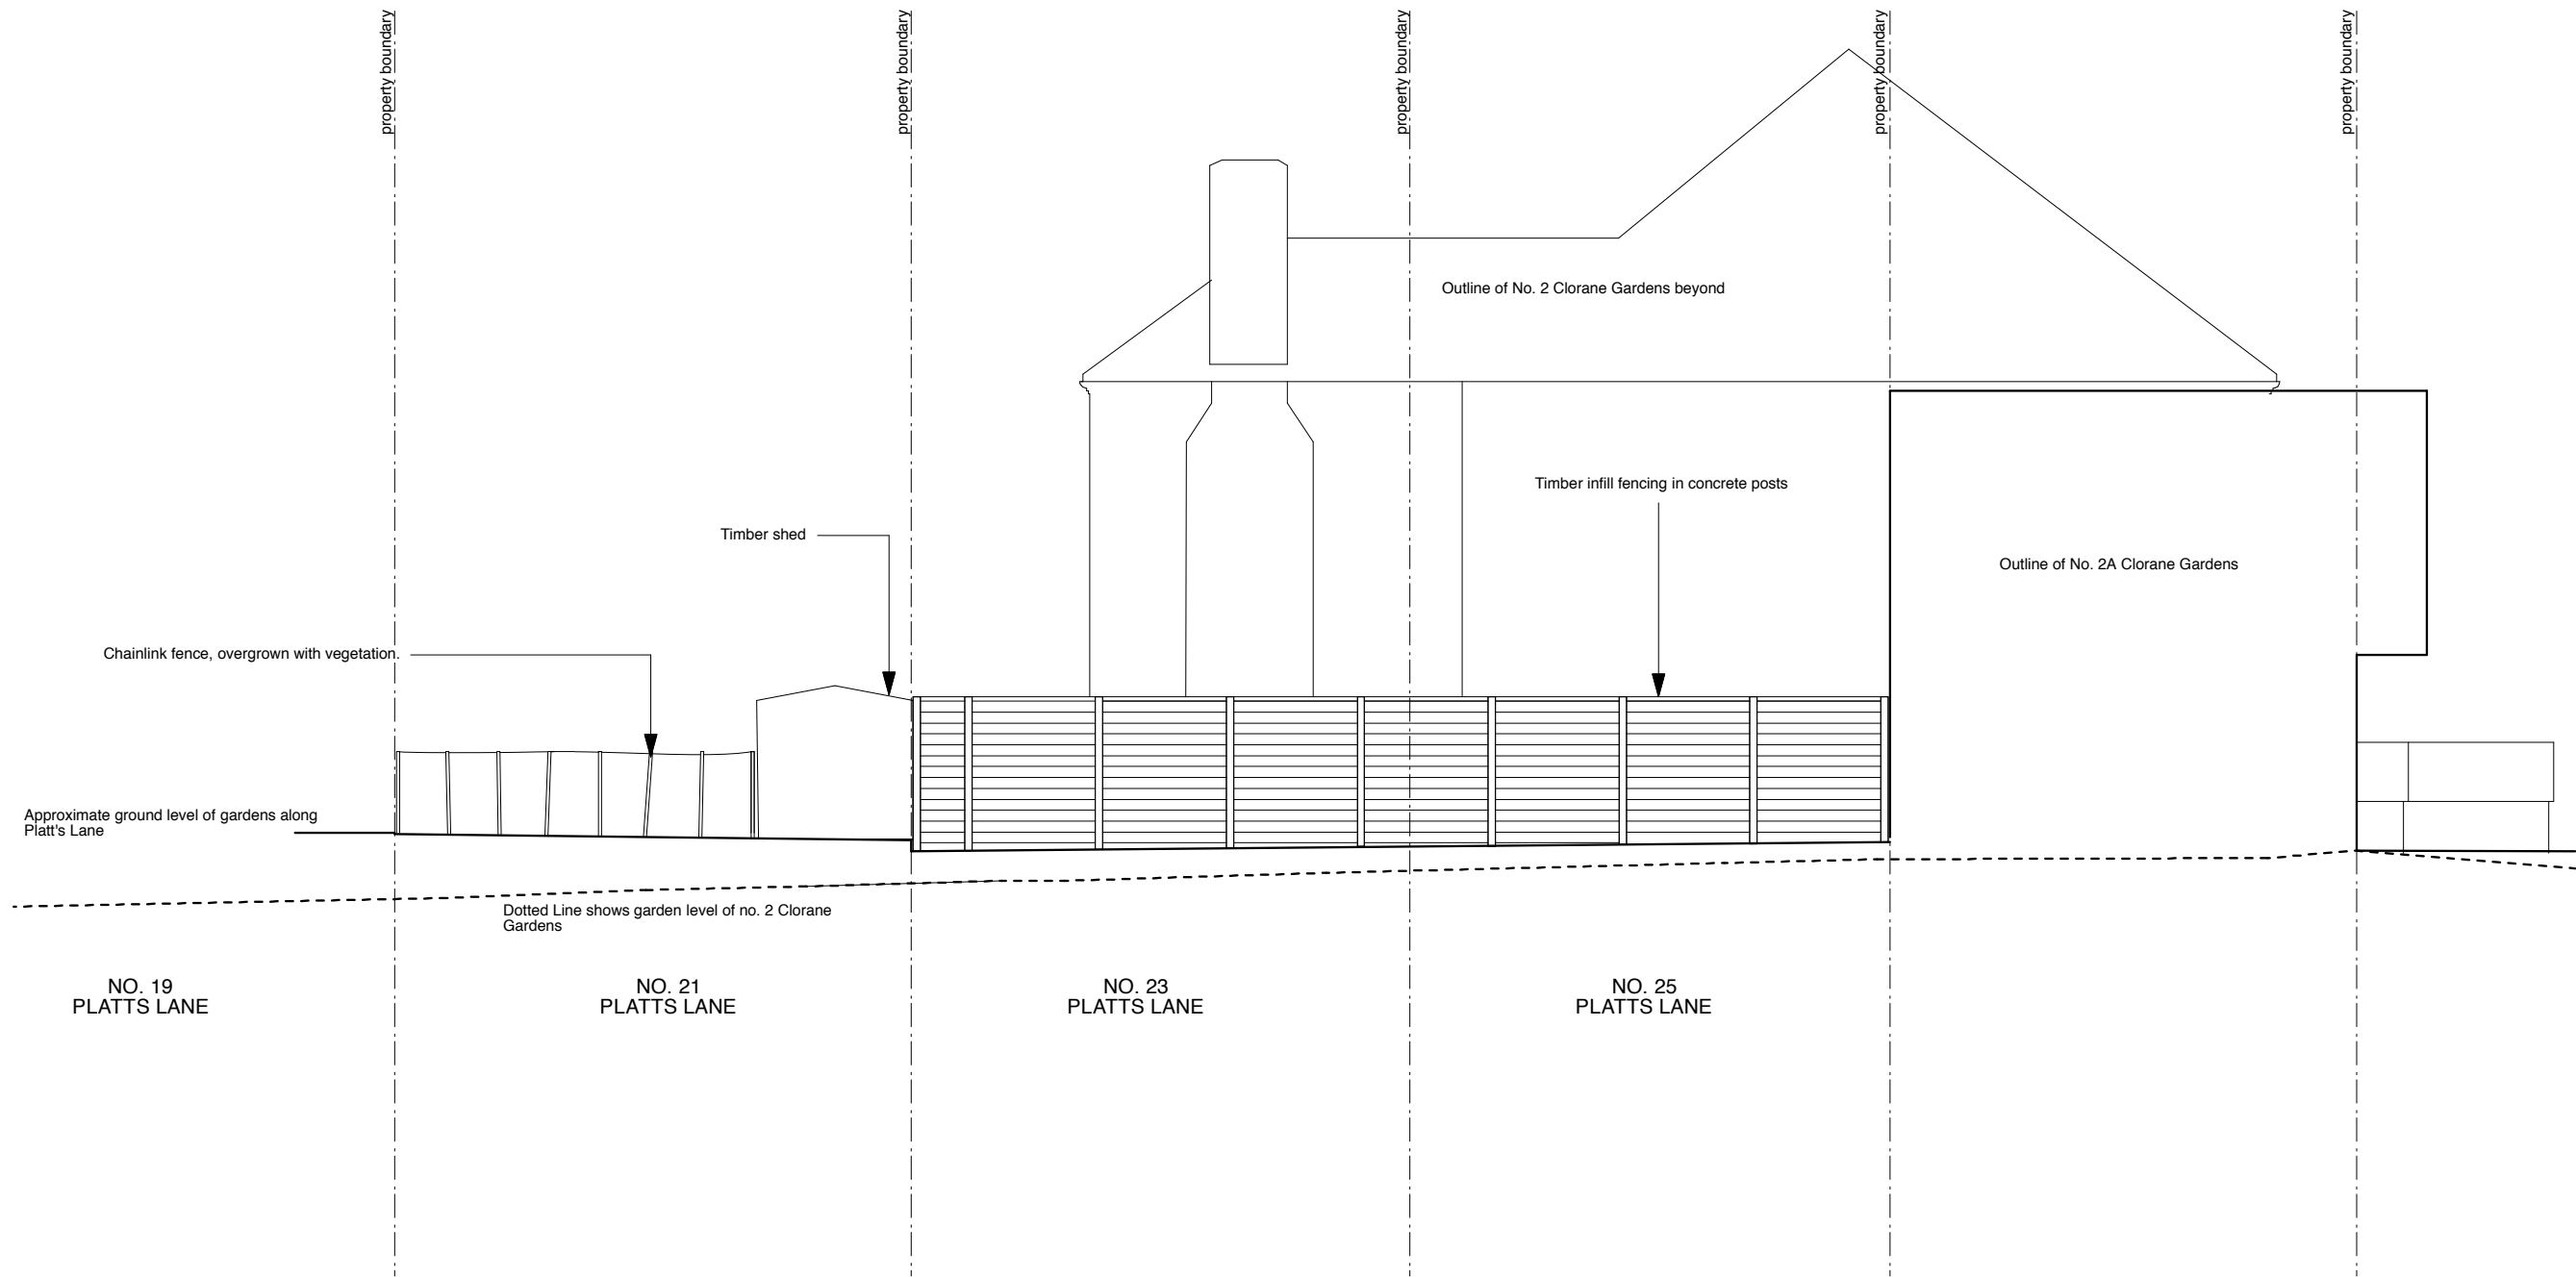 property boundary
property boundary
property boundary
property boundary
property boundary
Outline of No. 2 Clorane Gardens beyond
Timber infill fencing in concrete posts
Timber shed
Outline of No. 2A Clorane Gardens
Chainlink fence, overgrown with vegetation.
Approximate ground level of gardens along
Platt's Lane
Dotted Line shows garden level of no. 2 Clorane
Gardens
NO. 19
PLATTS LANE
NO. 21
PLATTS LANE
NO. 23
PLATTS LANE
NO. 25
PLATTS LANE